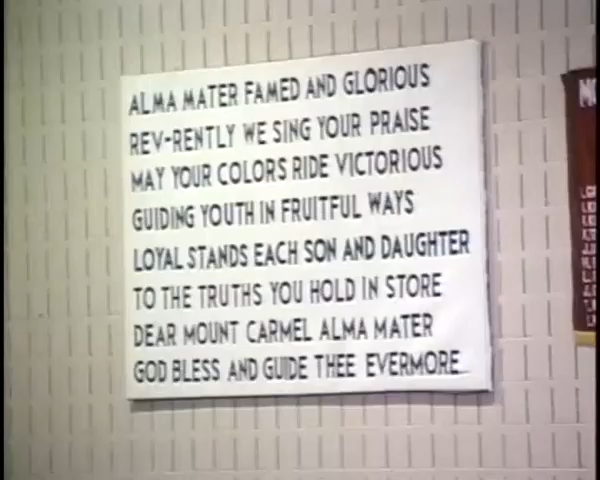 ALMA MATER FAMED AND GLORIOUS
REV-RENTLY WE SING YOUR PRAISE
MAY YOUR COLORS RIDE VICTORIOUS
GUIDING YOUTH IN FRUITFUL WAYS
LOYAL STANDS EACH SON AND DAUGHTER
TO THE TRUTHS YOU HOLD IN STORE
DEAR MOUNT CARMEL ALMA MATER
GOD BLESS AND GUIDE THEE EVERMORE